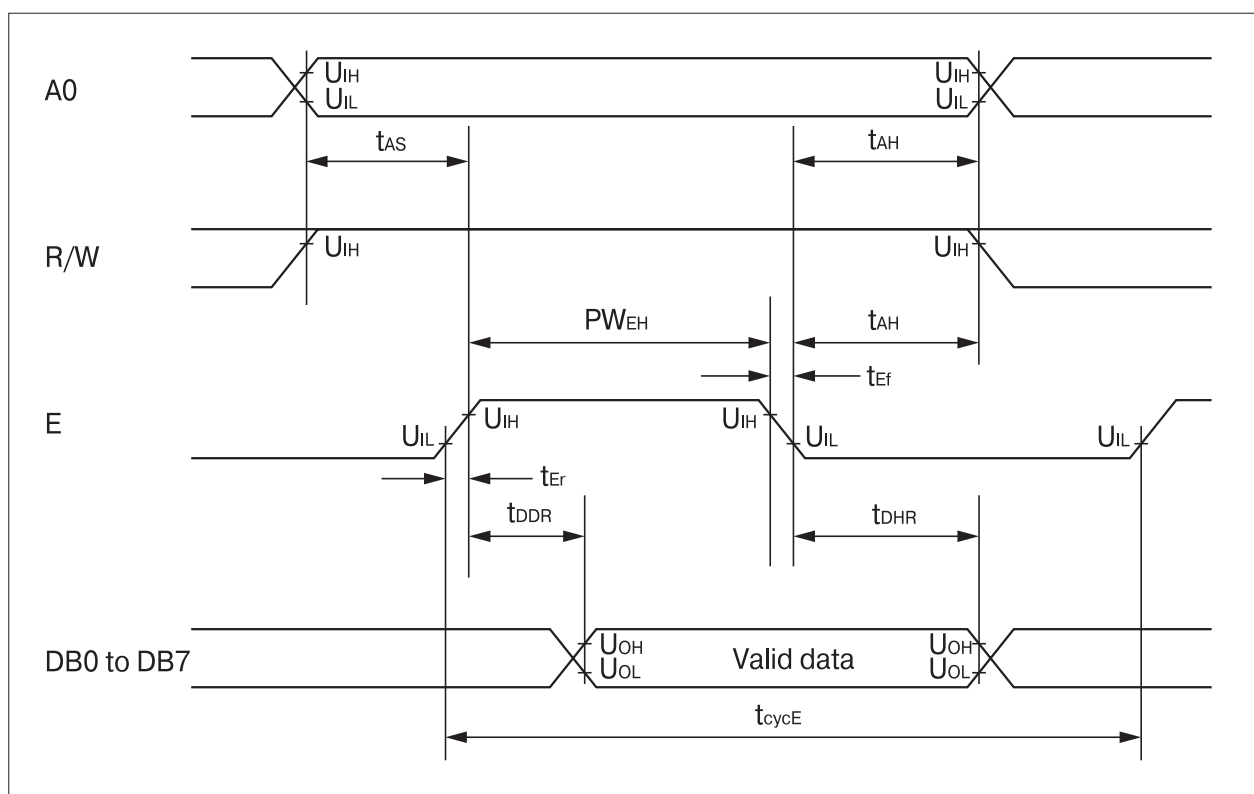 A0
UIH
UIL
UIH
UIL
tAS
tAH
R/W
UIH
UIH
PWEH
tAH
tEf
E
UIL
UIH
UIH
UIL
UIL
tEr
tDDR
tDHR
DB0 to DB7
UOH
UOL
Valid data
UOH
UOL
tcycE